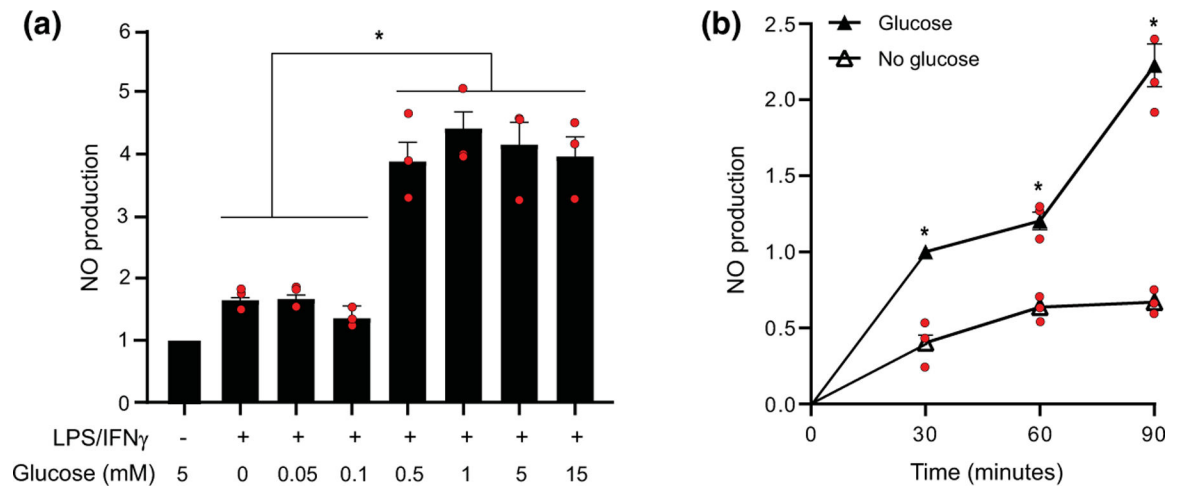 (a)
*
NO production
6
5
4
3
2
1
0
LPS/IFNγ - + + + + + + +
Glucose (mM) 5 0 0.05 0.1 0.5 1 5 15
(b)
Glucose
No glucose
*
*
*
NO production
2.5
2.0
1.5
1.0
0.5
0.0
0 30 60 90
Time (minutes)